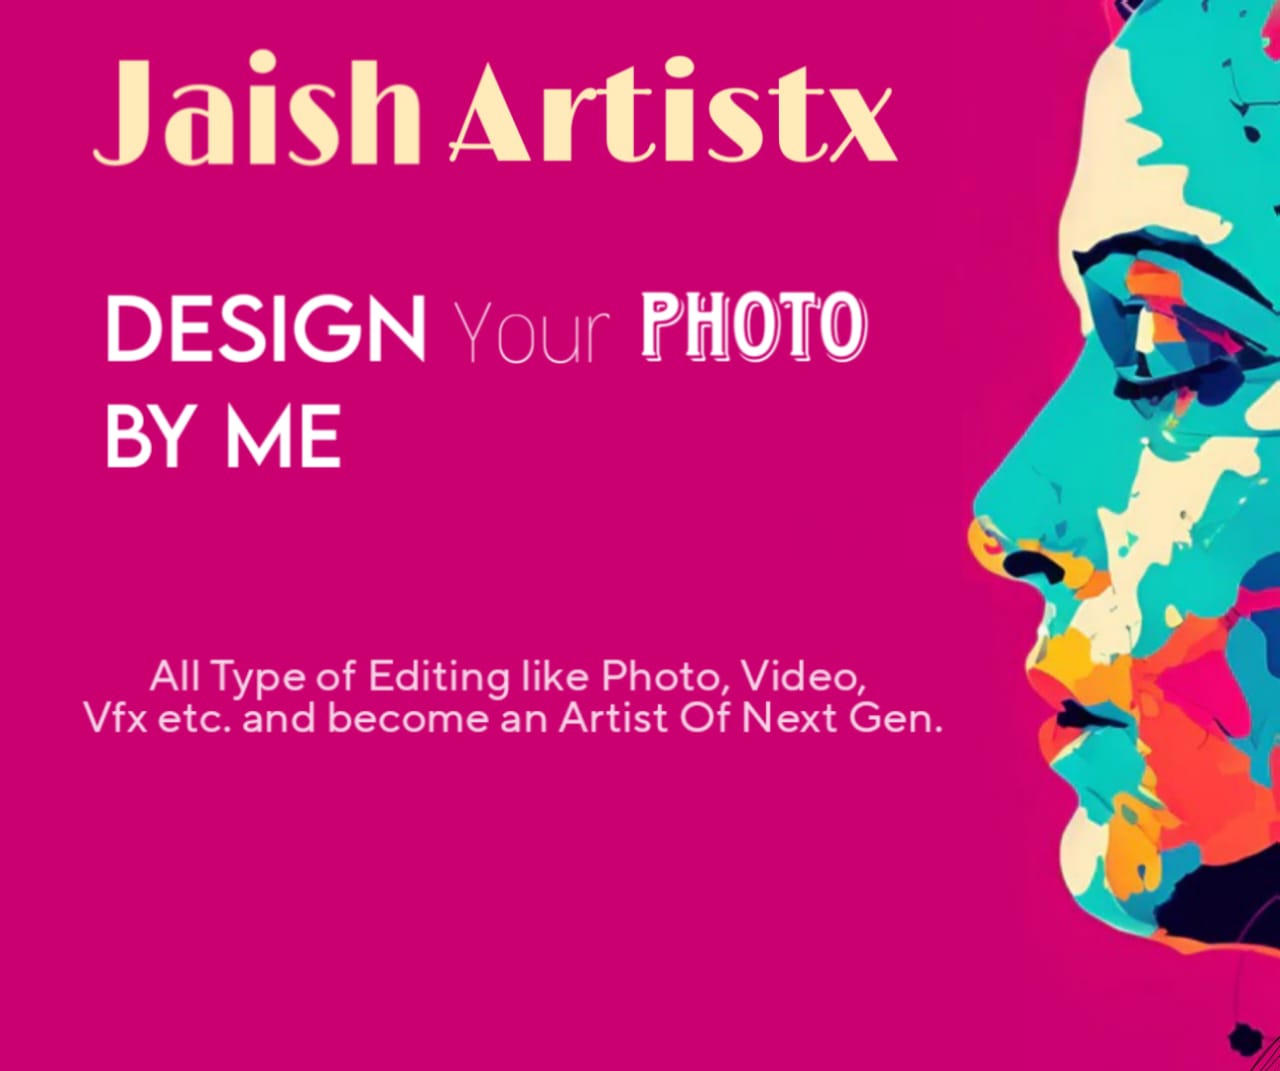 Jaish Artistx
DESIGN Your PHOTO
BY ME
All Type of Editing like Photo, Video,
Vfx etc. and become an Artist Of Next Gen.